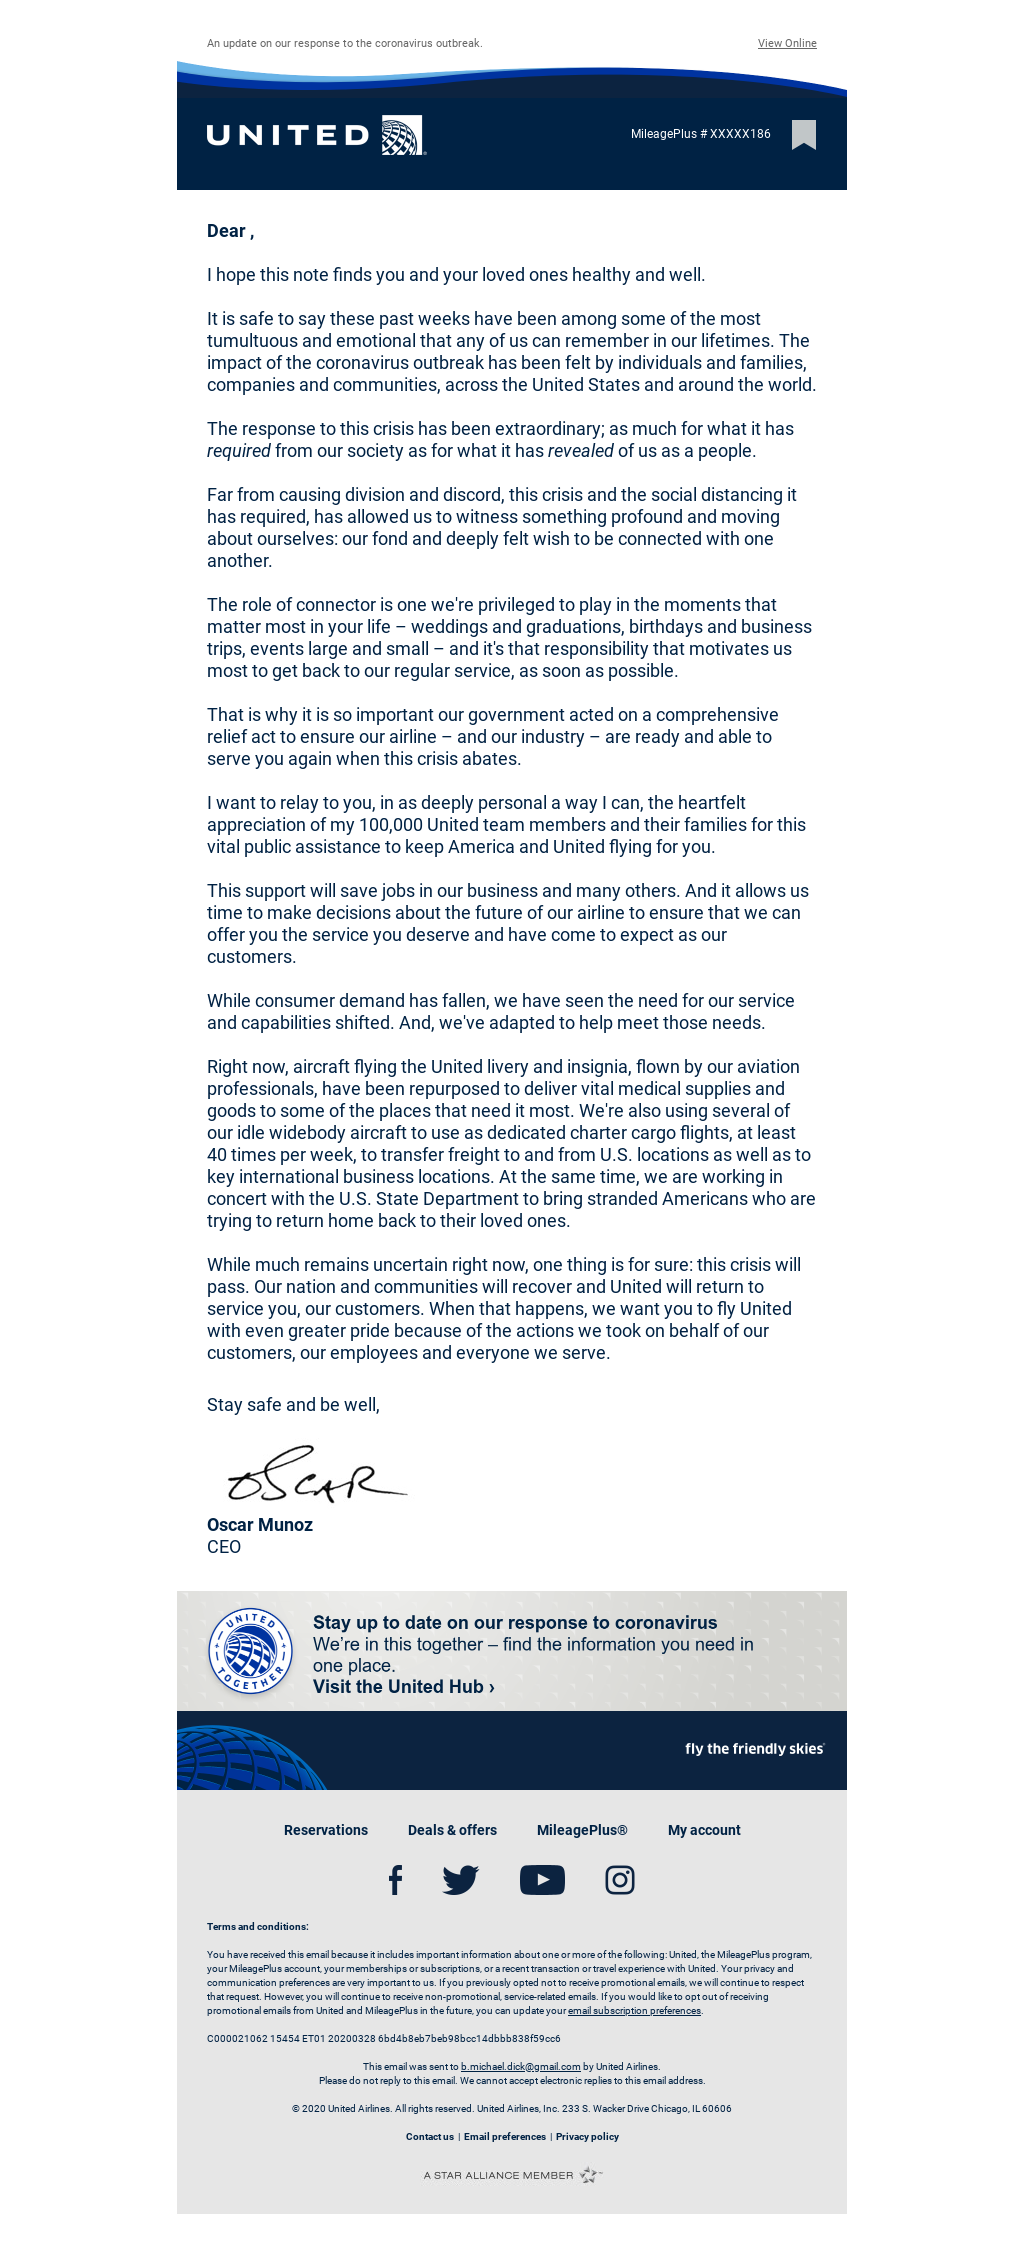 An update on our response to the coronavirus outbreak.
View Online
UNITED
MileagePlus # XXXXX186
Dear ,
I hope this note finds you and your loved ones healthy and well.
It is safe to say these past weeks have been among some of the most
tumultuous and emotional that any of us can remember in our lifetimes. The
impact of the coronavirus outbreak has been felt by individuals and families,
companies and communities, across the United States and around the world.
The response to this crisis has been extraordinary; as much for what it has
required from our society as for what it has revealed of us as a people.
Far from causing division and discord, this crisis and the social distancing it
has required, has allowed us to witness something profound and moving
about ourselves: our fond and deeply felt wish to be connected with one
another.
The role of connector is one we're privileged to play in the moments that
matter most in your life – weddings and graduations, birthdays and business
trips, events large and small – and it's that responsibility that motivates us
most to get back to our regular service, as soon as possible.
That is why it is so important our government acted on a comprehensive
relief act to ensure our airline – and our industry – are ready and able to
serve you again when this crisis abates.
I want to relay to you, in as deeply personal a way I can, the heartfelt
appreciation of my 100,000 United team members and their families for this
vital public assistance to keep America and United flying for you.
This support will save jobs in our business and many others. And it allows us
time to make decisions about the future of our airline to ensure that we can
offer you the service you deserve and have come to expect as our
customers.
While consumer demand has fallen, we have seen the need for our service
and capabilities shifted. And, we've adapted to help meet those needs.
Right now, aircraft flying the United livery and insignia, flown by our aviation
professionals, have been repurposed to deliver vital medical supplies and
goods to some of the places that need it most. We're also using several of
our idle widebody aircraft to use as dedicated charter cargo flights, at least
40 times per week, to transfer freight to and from U.S. locations as well as to
key international business locations. At the same time, we are working in
concert with the U.S. State Department to bring stranded Americans who are
trying to return home back to their loved ones.
While much remains uncertain right now, one thing is for sure: this crisis will
pass. Our nation and communities will recover and United will return to
service you, our customers. When that happens, we want you to fly United
with even greater pride because of the actions we took on behalf of our
customers, our employees and everyone we serve.
Stay safe and be well,
OSCAR
Oscar Munoz
CEO
UNITED
TOGETHER
Stay up to date on our response to coronavirus
We’re in this together – find the information you need in
one place.
Visit the United Hub ›
fly the friendly skies
Reservations
Deals & offers
MileagePlus®
My account
Terms and conditions:
You have received this email because it includes important information about one or more of the following: United, the MileagePlus program,
your MileagePlus account, your memberships or subscriptions, or a recent transaction or travel experience with United. Your privacy and
communication preferences are very important to us. If you previously opted not to receive promotional emails, we will continue to respect
that request. However, you will continue to receive non-promotional, service-related emails. If you would like to opt out of receiving
promotional emails from United and MileagePlus in the future, you can update your email subscription preferences.
C000021062 15454 ET01 20200328 6bd4b8eb7beb98bcc14dbbb838f59cc6
This email was sent to b.michael.dick@gmail.com by United Airlines.
Please do not reply to this email. We cannot accept electronic replies to this email address.
© 2020 United Airlines. All rights reserved. United Airlines, Inc. 233 S. Wacker Drive Chicago, IL 60606
Contact us | Email preferences | Privacy policy
A STAR ALLIANCE MEMBER